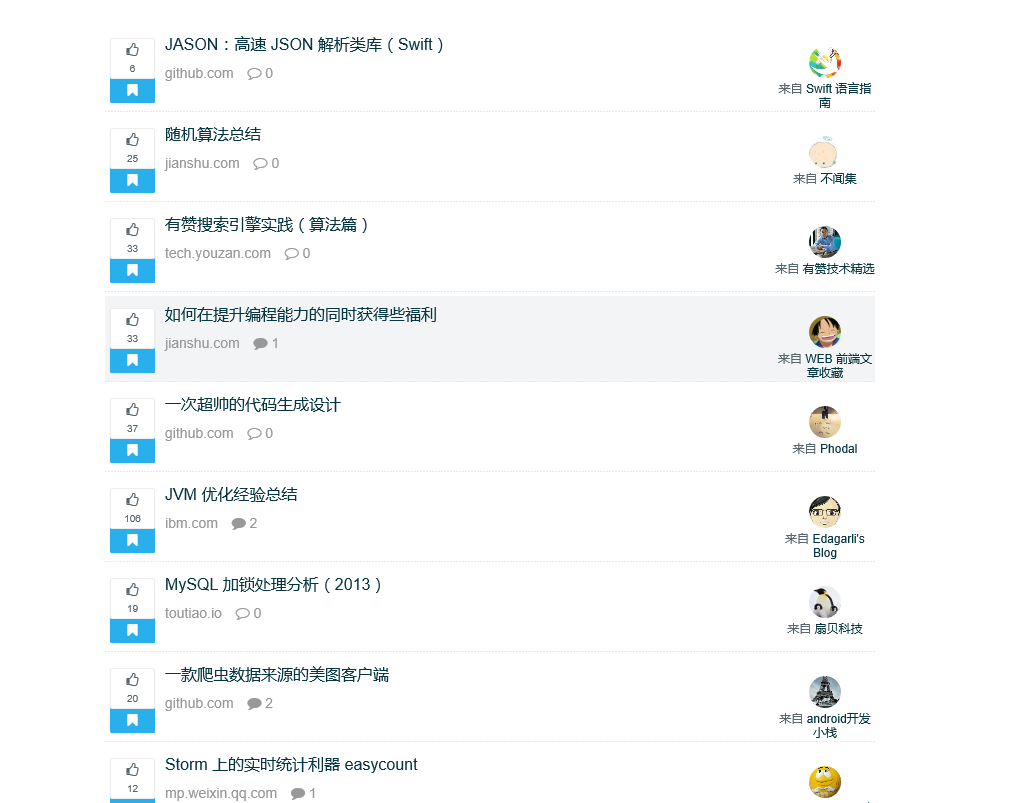 JASON：高速 JSON 解析类库（Swift）
6
github.com 0
来自 Swift 语言指
南
随机算法总结
25
jianshu.com 0
来自 不闻集
有赞搜索引擎实践（算法篇）
33
tech.youzan.com 0
来自 有赞技术精选
如何在提升编程能力的同时获得些福利
33
jianshu.com 1
来自 WEB 前端文
章收藏
一次超帅的代码生成设计
37
github.com 0
来自 Phodal
JVM 优化经验总结
106
ibm.com 2
来自 Edagarli's
Blog
MySQL 加锁处理分析（2013）
19
toutiao.io 0
来自 扇贝科技
一款爬虫数据来源的美图客户端
20
github.com 2
来自 android开发
小栈
Storm 上的实时统计利器 easycount
12
mp.weixin.qq.com 1